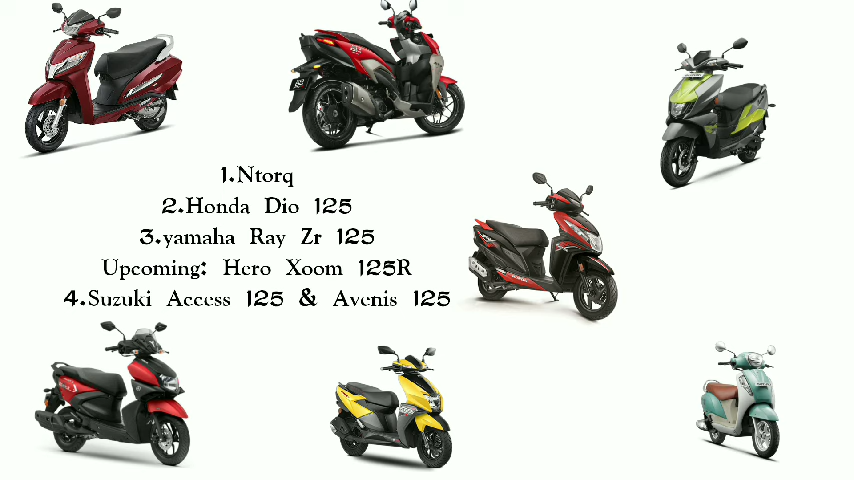 1.Ntorq
2.Honda Dio 125
3.yamaha Ray Zr 125
Upcoming: Hero Xoom 125R
4.Suzuki Access 125 & Avenis 125